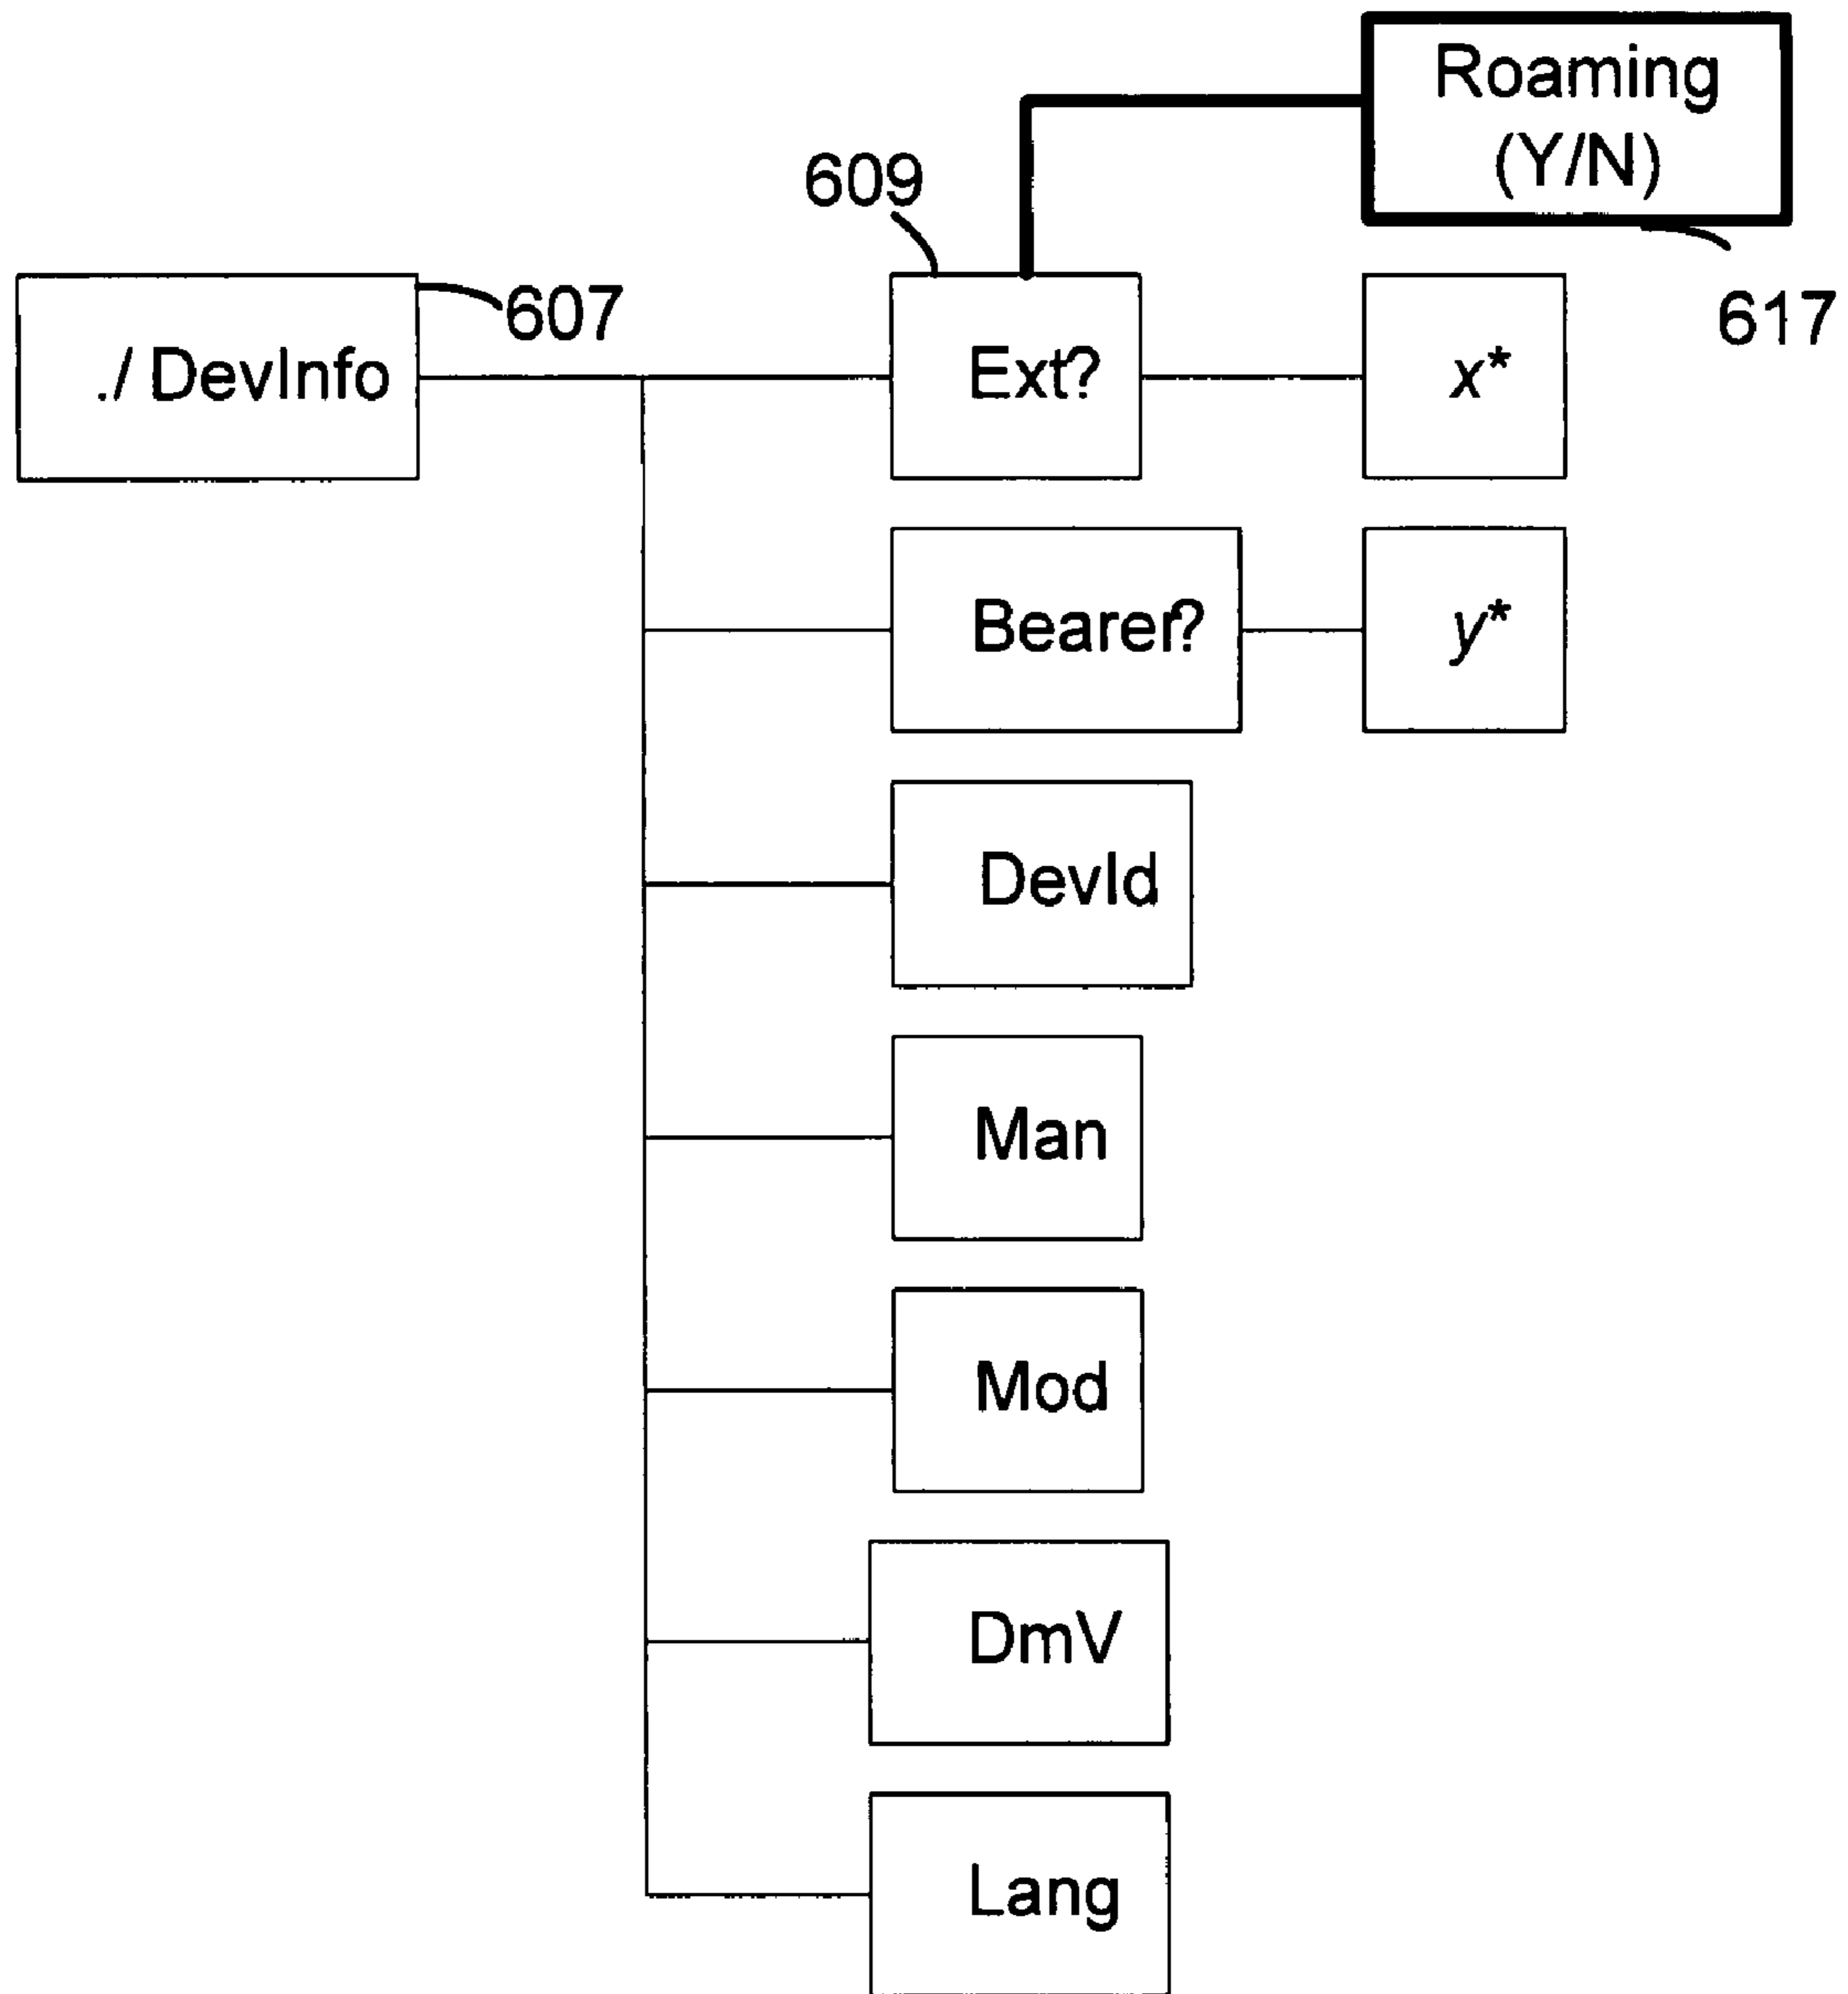 Roaming
(Y/N)
609
617
./ DevInfo
607
Ext?
x*
Bearer?
y*
DevId
Man
Mod
DmV
Lang